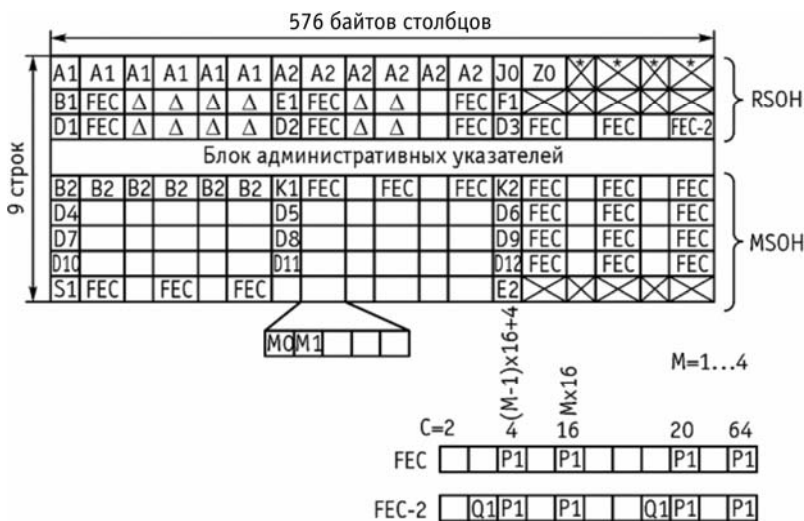 576 байтов столбцов
9 строк
A1 A1 A1 A1 A1 A1 A2 A2 A2 A2 A2 A2 J0 Z0 * * * *
B1 FEC Δ Δ Δ Δ E1 FEC Δ Δ FEC F1
D1 FEC Δ Δ Δ Δ D2 FEC Δ Δ FEC D3 FEC FEC FEC-2
RSOH
Блок административных указателей
B2 B2 B2 B2 B2 B2 K1 FEC FEC FEC K2 FEC FEC FEC
D4 D5 D6 FEC FEC FEC
D7 D8 D9 FEC FEC FEC
D10 D11 D12 FEC FEC FEC
S1 FEC FEC FEC E2
MSOH
M0 M1
(M-1)x16+4
Mx16
M=1...4
C=2 4 16 20 64
FEC P1 P1 P1 P1
FEC-2 Q1 P1 P1 Q1 P1 P1